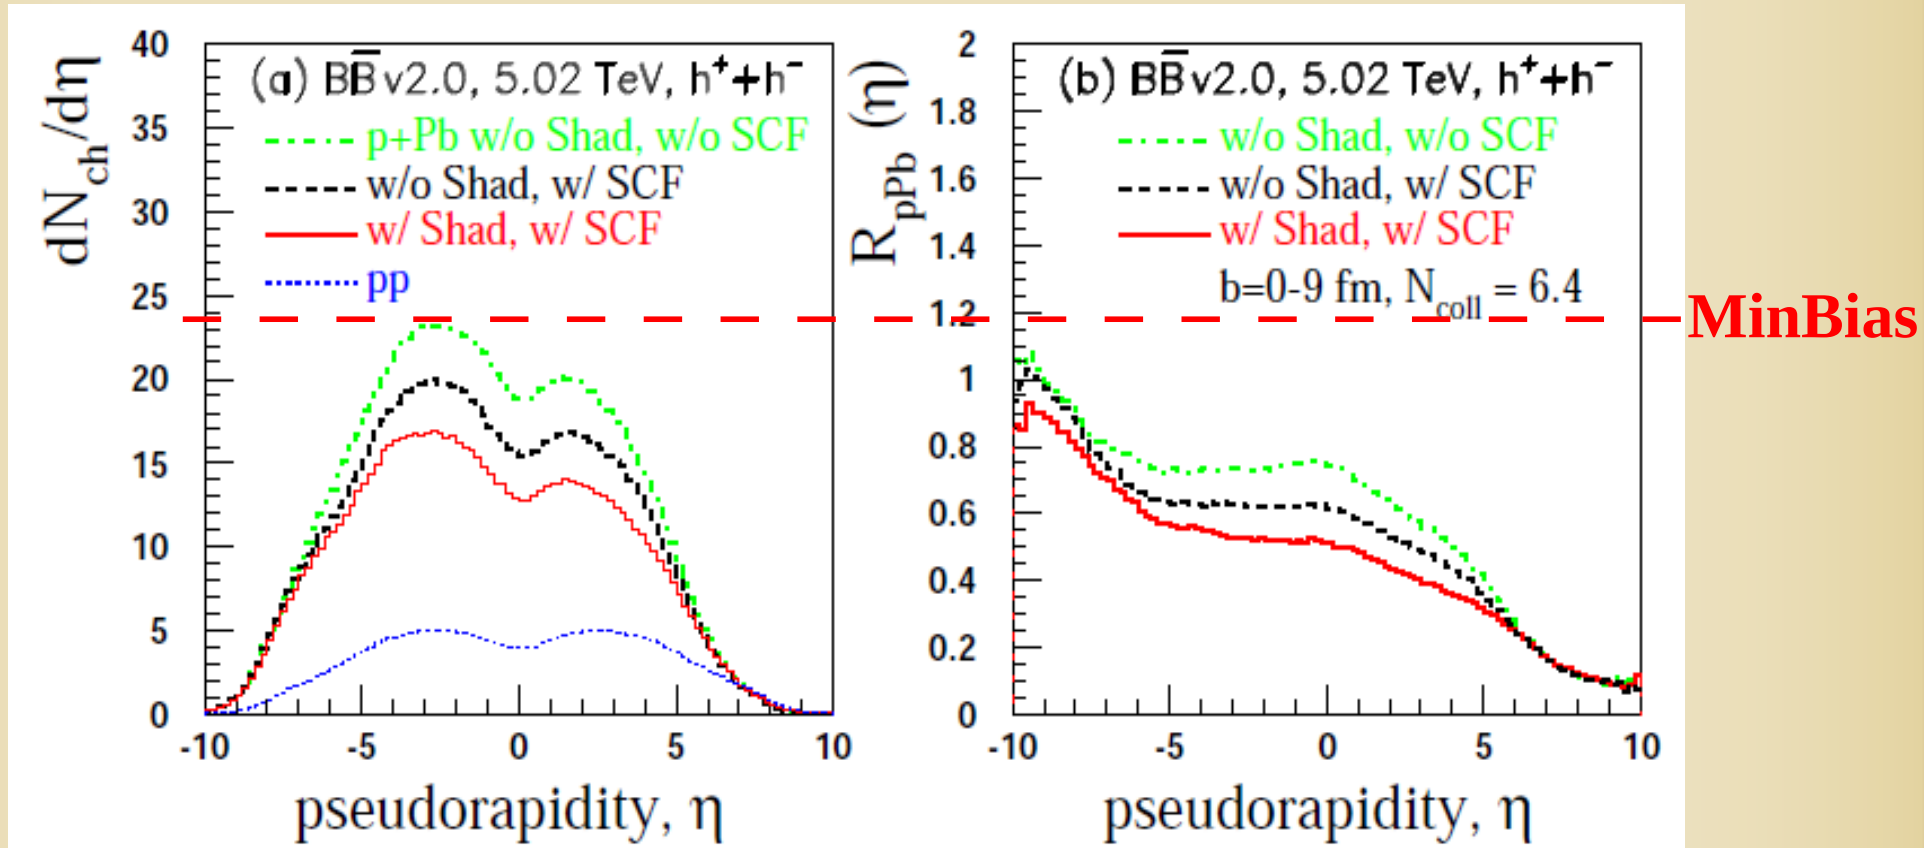 (a) BB̅ v2.0, 5.02 TeV, h⁺+h⁻
p+Pb w/o Shad, w/o SCF
w/o Shad, w/ SCF
w/ Shad, w/ SCF
pp
dN_ch/dη
40
35
30
25
20
15
10
5
0
-10 -5 0 5 10
pseudorapidity, η
(b) BB̅ v2.0, 5.02 TeV, h⁺+h⁻
w/o Shad, w/o SCF
w/o Shad, w/ SCF
w/ Shad, w/ SCF
b=0-9 fm, N_coll = 6.4
R_pPb (η)
2
1.8
1.6
1.4
1.2
1
0.8
0.6
0.4
0.2
0
-10 -5 0 5 10
pseudorapidity, η
MinBias